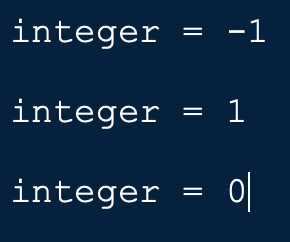 integer = -1
integer = 1
integer = 0